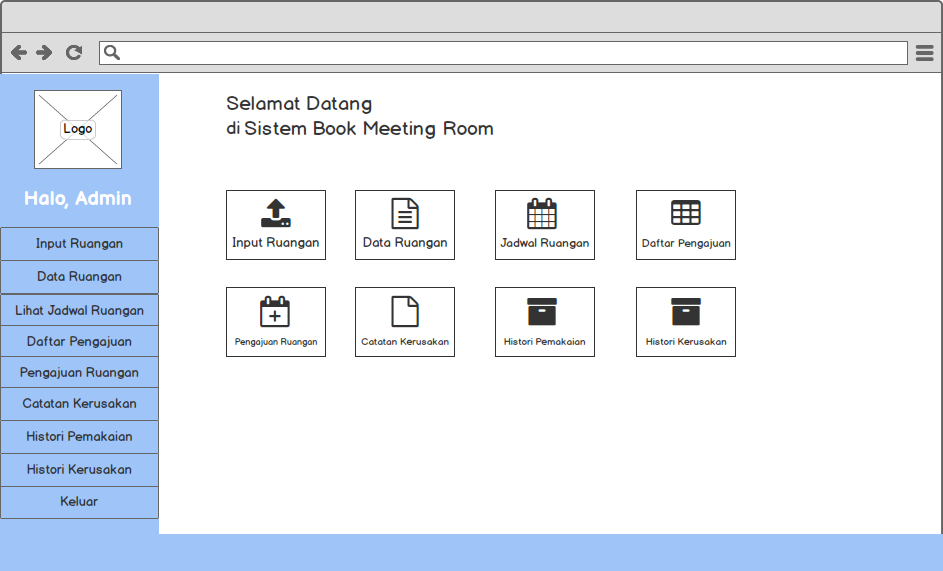 Logo
Halo, Admin
Input Ruangan
Data Ruangan
Lihat Jadwal Ruangan
Daftar Pengajuan
Pengajuan Ruangan
Catatan Kerusakan
Histori Pemakaian
Histori Kerusakan
Keluar
Selamat Datang
di Sistem Book Meeting Room
Input Ruangan
Data Ruangan
Jadwal Ruangan
Daftar Pengajuan
Pengajuan Ruangan
Catatan Kerusakan
Histori Pemakaian
Histori Kerusakan